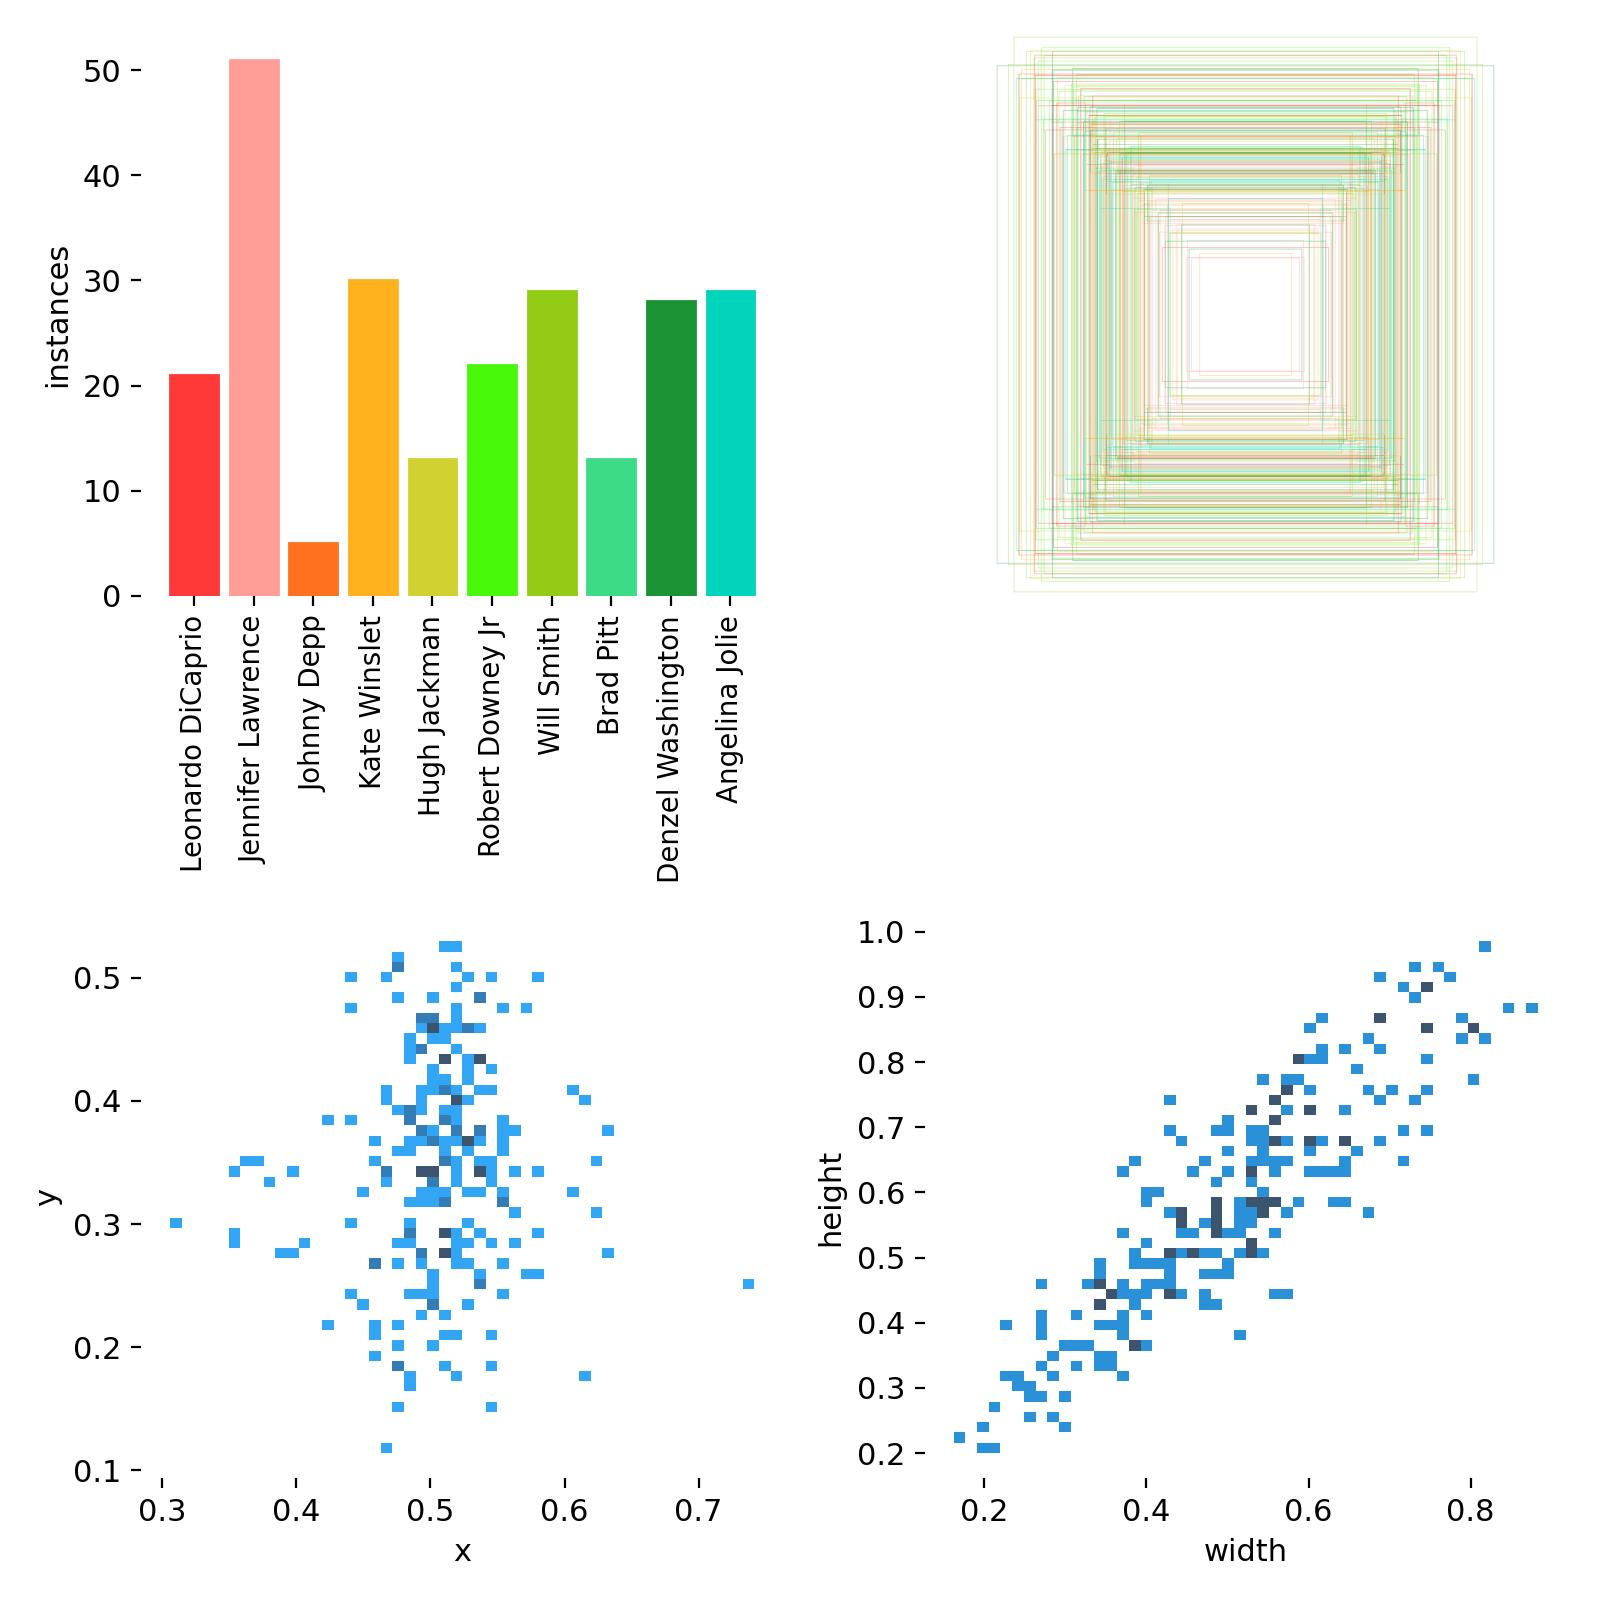 50
40
30
20
10
0
instances
Leonardo DiCaprio
Jennifer Lawrence
Johnny Depp
Kate Winslet
Hugh Jackman
Robert Downey Jr
Will Smith
Brad Pitt
Denzel Washington
Angelina Jolie
0.5
0.4
0.3
0.2
0.1
y
0.3 0.4 0.5 0.6 0.7
x
1.0
0.9
0.8
0.7
0.6
0.5
0.4
0.3
0.2
height
0.2 0.4 0.6 0.8
width